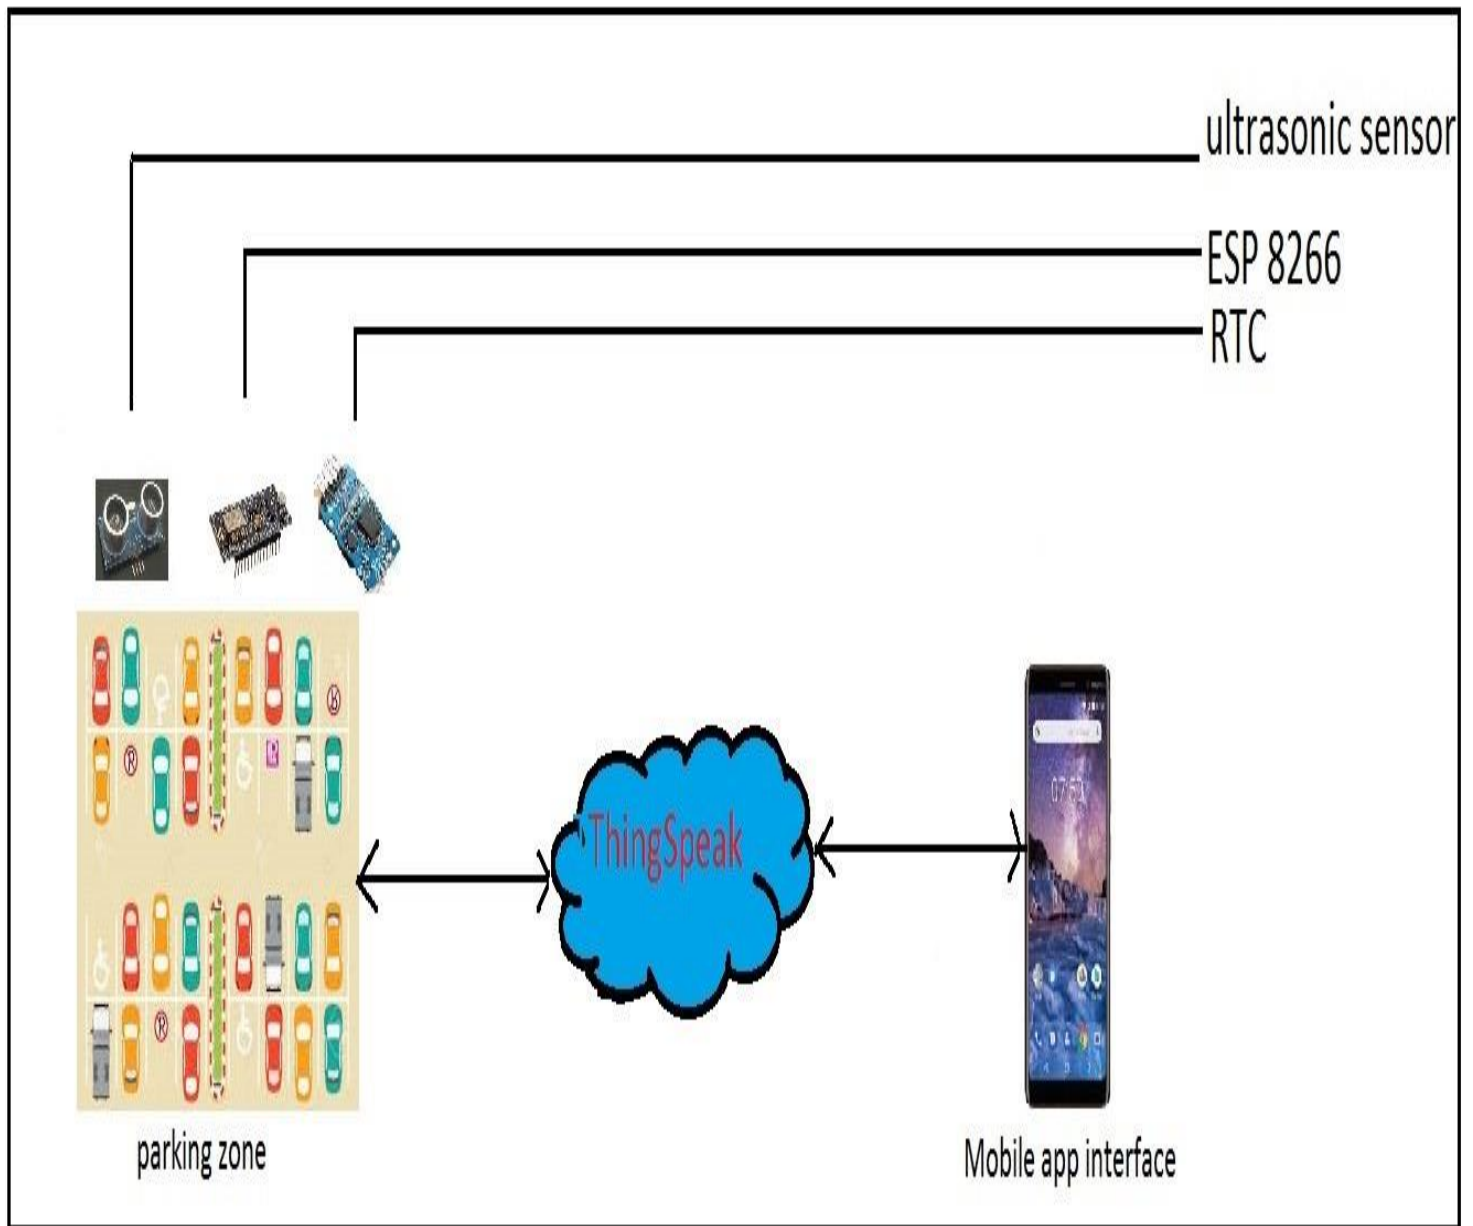 ultrasonic sensor
ESP 8266
RTC
ThingSpeak
parking zone
Mobile app interface